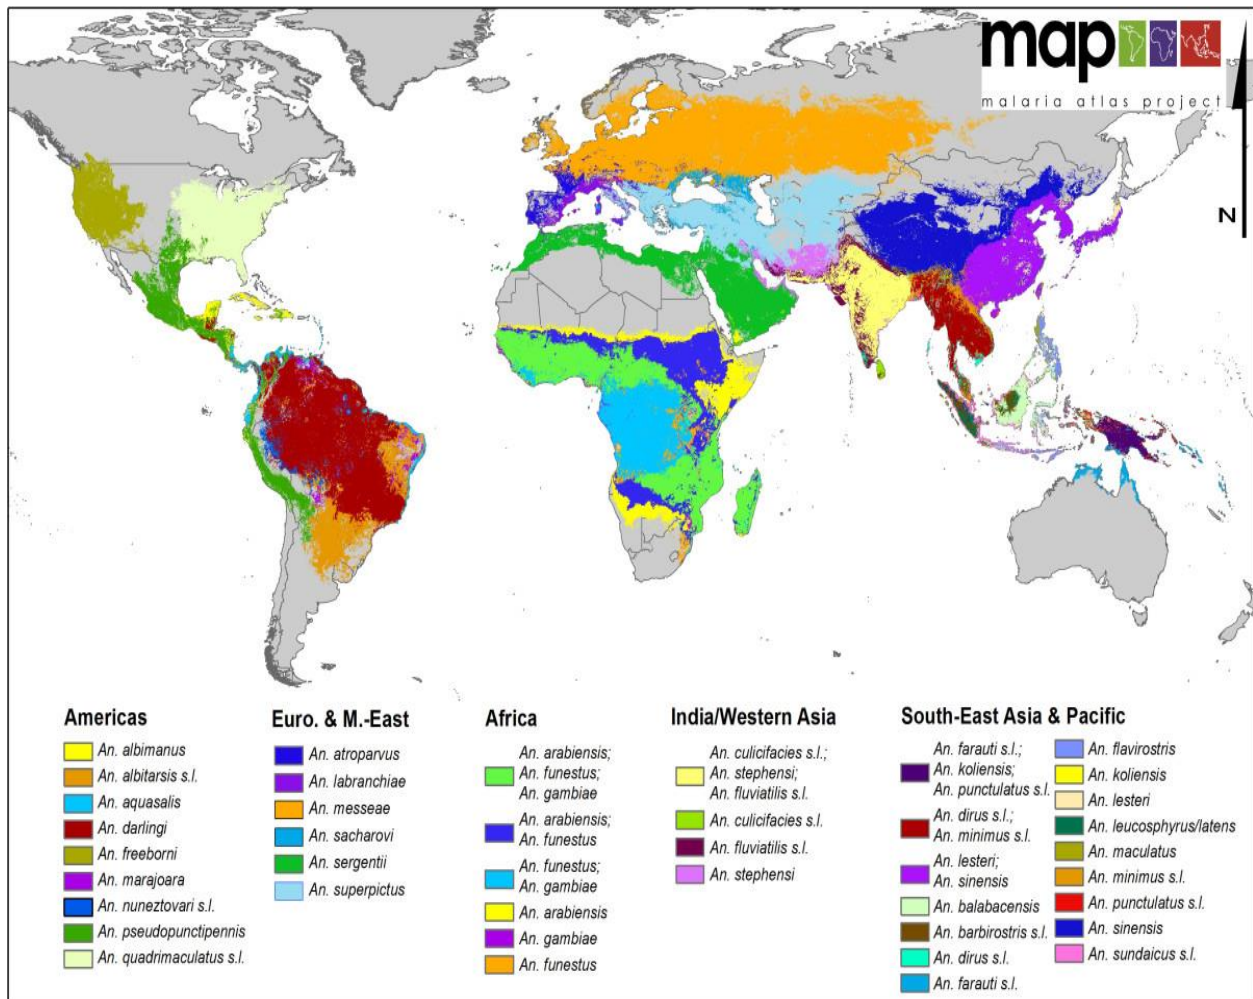 map
malaria atlas project
N
Americas
An. albimanus
An. albitarsis s.l.
An. aquasalis
An. darlingi
An. freeborni
An. marajoara
An. nuneztovari s.l.
An. pseudopunctipennis
An. quadrimaculatus s.l.
Euro. & M.-East
An. atroparvus
An. labranchiae
An. messeae
An. sacharovi
An. sergentii
An. superpictus
Africa
An. arabiensis;
An. funestus;
An. gambiae
An. arabiensis;
An. funestus
An. funestus;
An. gambiae
An. arabiensis
An. gambiae
An. funestus
India/Western Asia
An. culicifacies s.l.;
An. stephensi;
An. fluviatilis s.l.
An. culicifacies s.l.
An. fluviatilis s.l.
An. stephensi
South-East Asia & Pacific
An. farauti s.l.;
An. koliensis;
An. punctulatus s.l.
An. dirus s.l.;
An. minimus s.l.
An. lesteri;
An. sinensis
An. balabacensis
An. barbirostris s.l.
An. dirus s.l.
An. farauti s.l.
An. flavirostris
An. koliensis
An. lesteri
An. leucosphyrus/latens
An. maculatus
An. minimus s.l.
An. punctulatus s.l.
An. sinensis
An. sundaicus s.l.